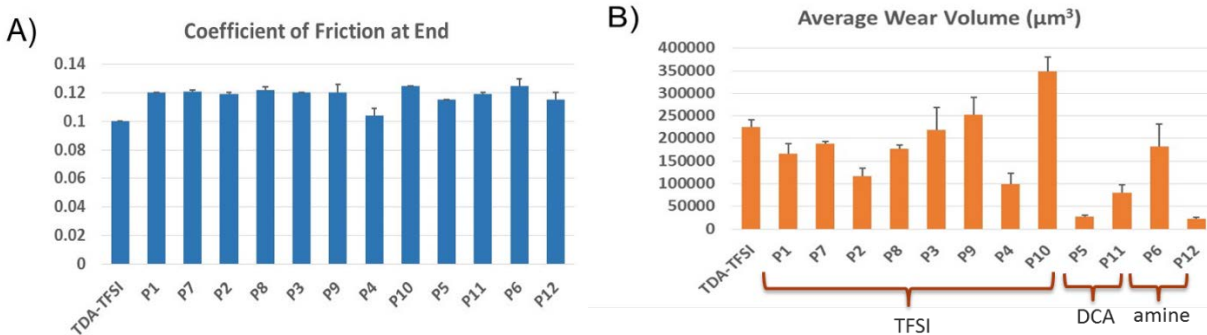 A)
Coefficient of Friction at End
0.14
0.12
0.1
0.08
0.06
0.04
0.02
0
TDA-TFSI P1 P7 P2 P8 P3 P9 P4 P10 P5 P11 P6 P12
B)
Average Wear Volume (µm³)
400000
350000
300000
250000
200000
150000
100000
50000
0
TDA-TFSI P1 P7 P2 P8 P3 P9 P4 P10 P5 P11 P6 P12
TFSI DCA amine